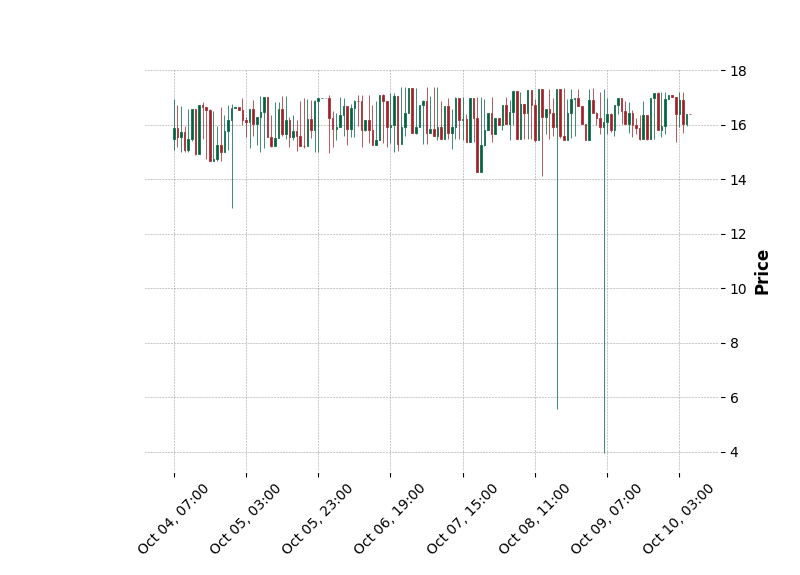 18
16
14
12
10
8
6
4
Price
Oct 04, 07:00
Oct 05, 03:00
Oct 05, 23:00
Oct 06, 19:00
Oct 07, 15:00
Oct 08, 11:00
Oct 09, 07:00
Oct 10, 03:00